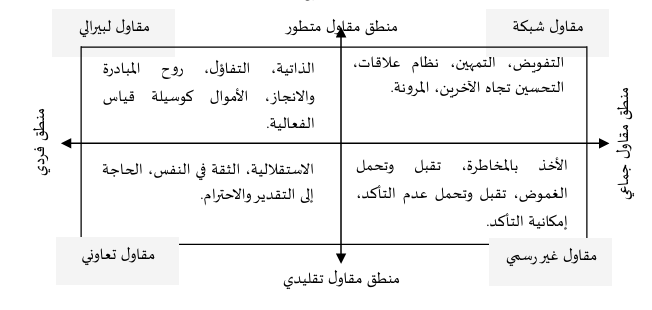 منطق مقاول متطور
مقاول شبكة
مقاول لبيرالي
التفويض، التمهين، نظام علاقات،
التحسين تجاه الآخرين، المرونة.
الذاتية، التفاؤل، روح المبادرة
والانجاز، الأموال كوسيلة قياس
الفعالية.
منطق مقاول جماعي
منطق فردي
الأخذ بالمخاطرة، تقبل وتحمل
الغموض، تقبل وتحمل عدم التأكد،
إمكانية التأكد.
الاستقلالية، الثقة في النفس، الحاجة
إلى التقدير والاحترام.
مقاول غير رسمي
مقاول تعاوني
منطق مقاول تقليدي